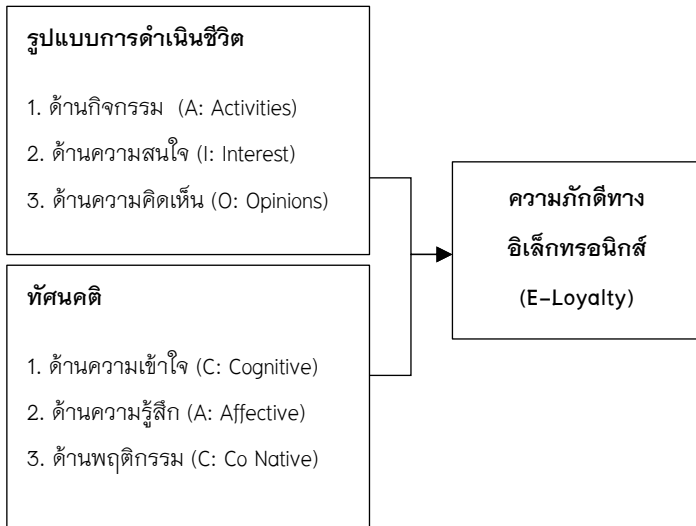 รูปแบบการดำเนินชีวิต
1. ด้านกิจกรรม (A: Activities)
2. ด้านความสนใจ (I: Interest)
3. ด้านความคิดเห็น (O: Opinions)
ทัศนคติ
1. ด้านความเข้าใจ (C: Cognitive)
2. ด้านความรู้สึก (A: Affective)
3. ด้านพฤติกรรม (C: Co Native)
ความภักดีทาง
อิเล็กทรอนิกส์
(E-Loyalty)